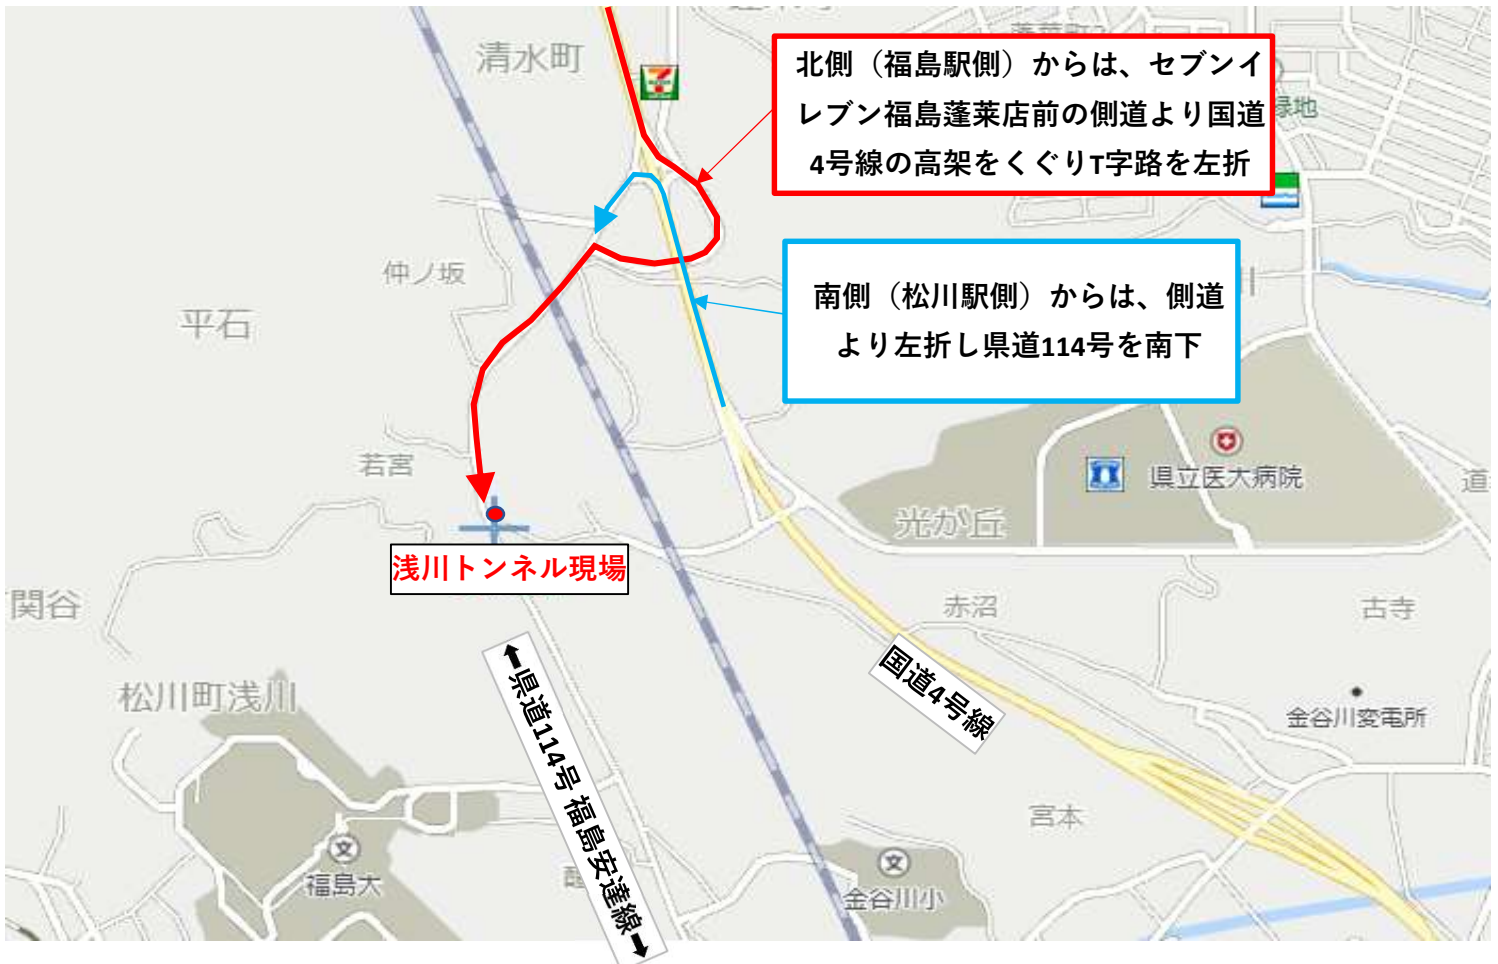 清水町
北側（福島駅側）からは、セブンイ
レブン福島蓬莱店前の側道より国道
4号線の高架をくぐりT字路を左折
緑地
仲ノ坂
平石
南側（松川駅側）からは、側道
より左折し県道114号を南下
川
若宮
県立医大病院
道
光が丘
浅川トンネル現場
関谷
赤沼
古寺
国道4号線
松川町浅川
金谷川変電所
⬅県道114号 福島安達線➡
宮本
文
福島大
文
金谷川小